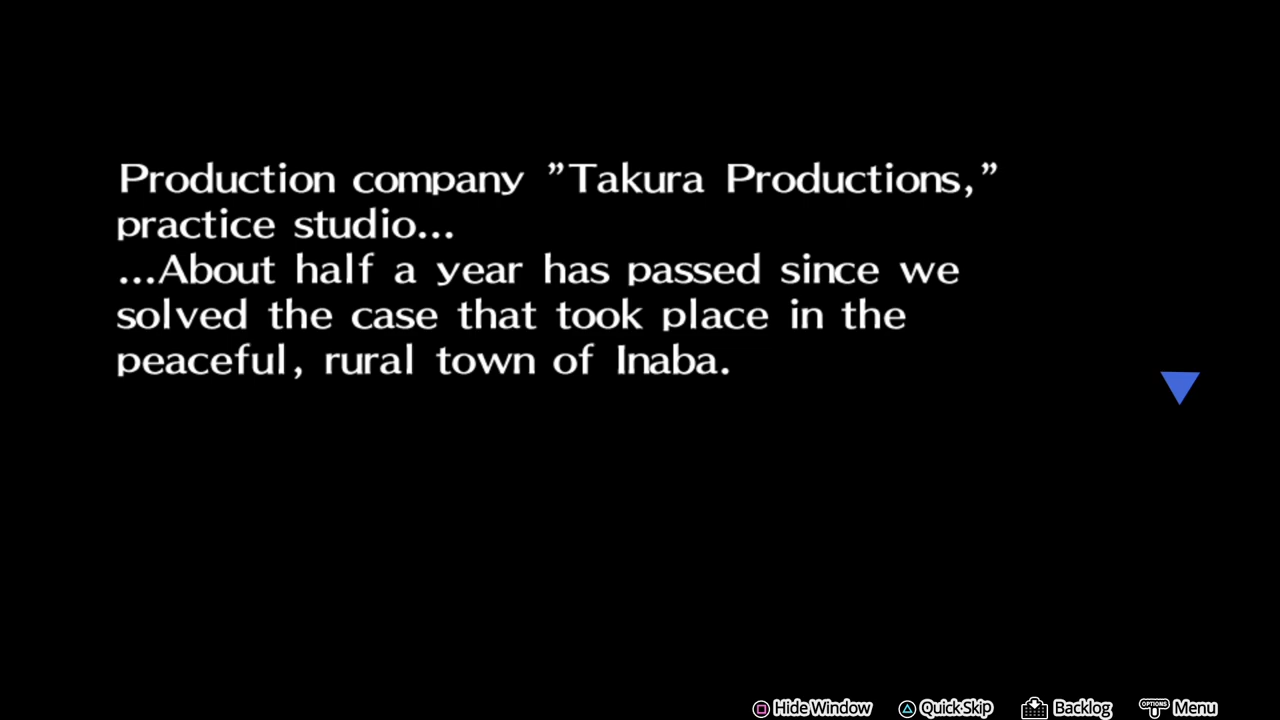 Production company "Takura Productions,"
practice studio...
...About half a year has passed since we
solved the case that took place in the
peaceful, rural town of Inaba.
Hide Window Quick Skip Backlog OPTIONS Menu